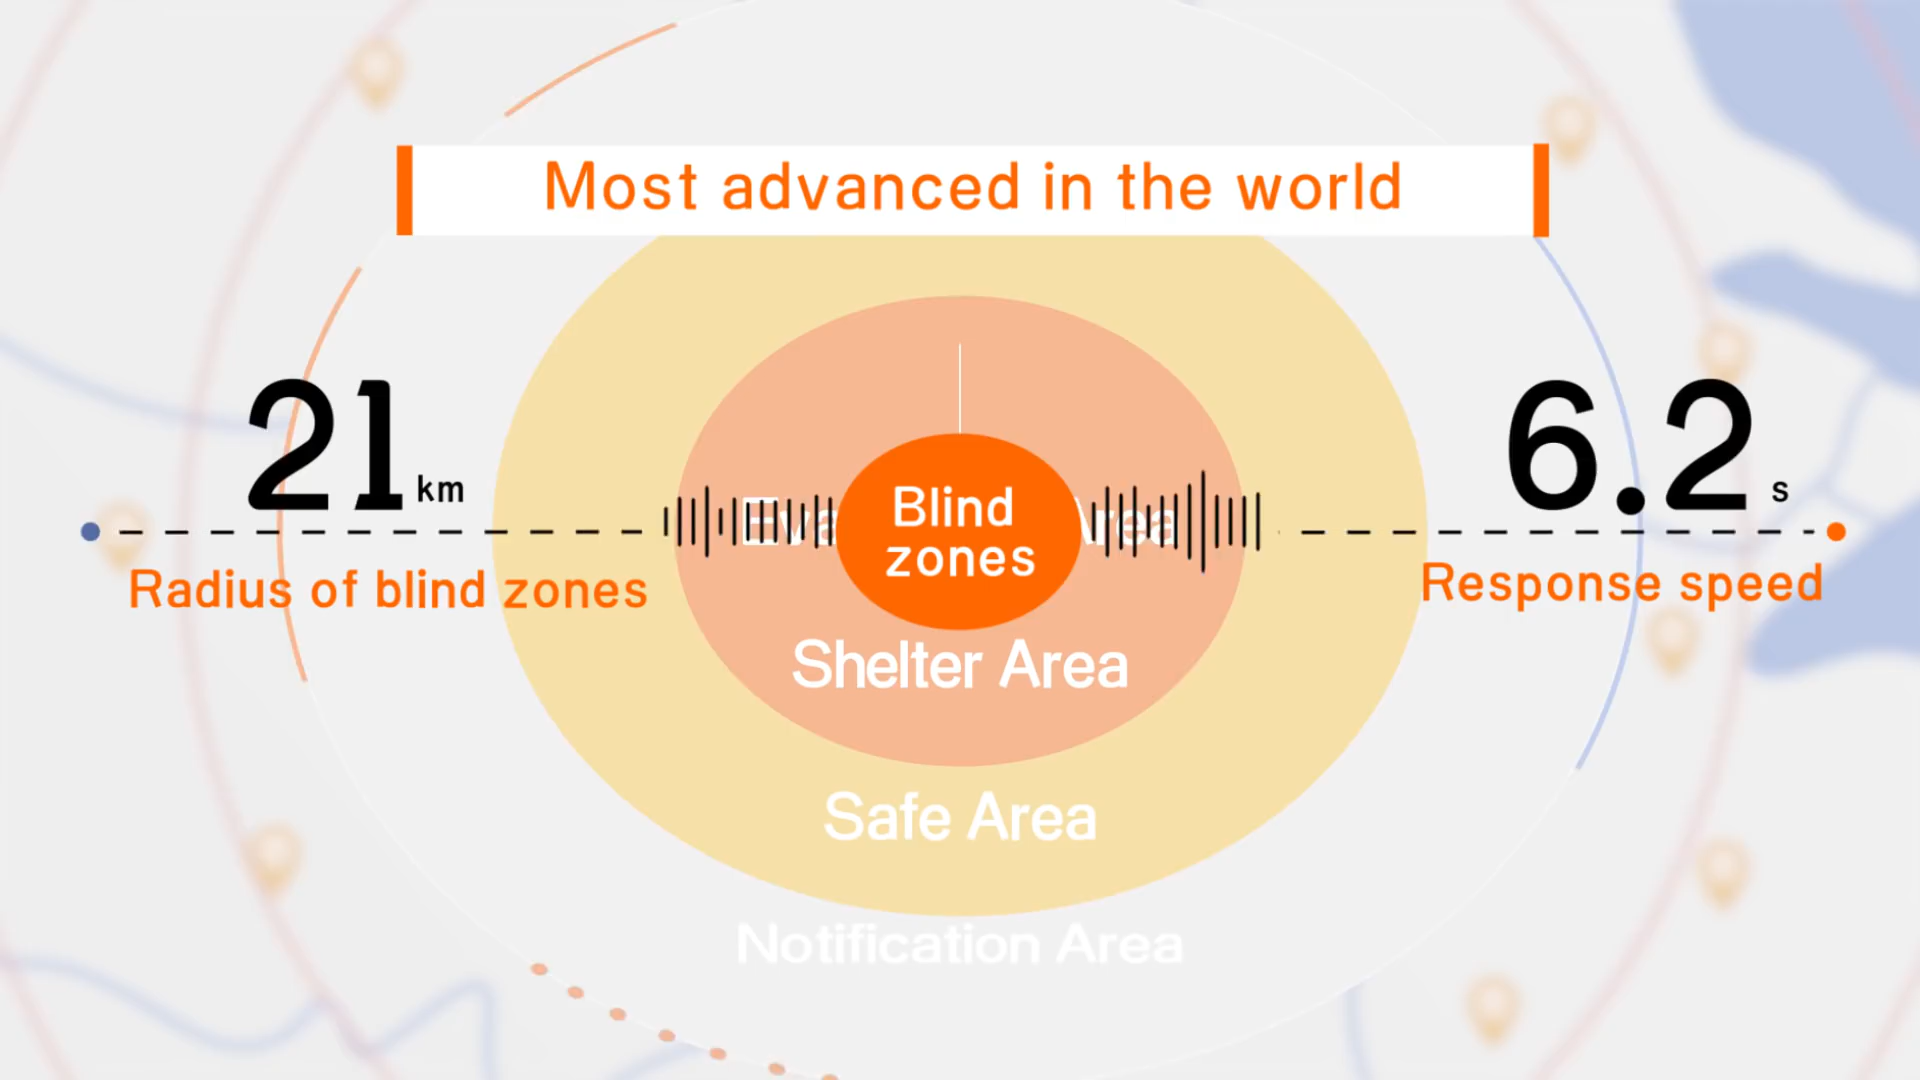 Most advanced in the world
21 km
6.2 s
Blind
zones
Area
Radius of blind zones
Response speed
Shelter Area
Safe Area
Notification Area